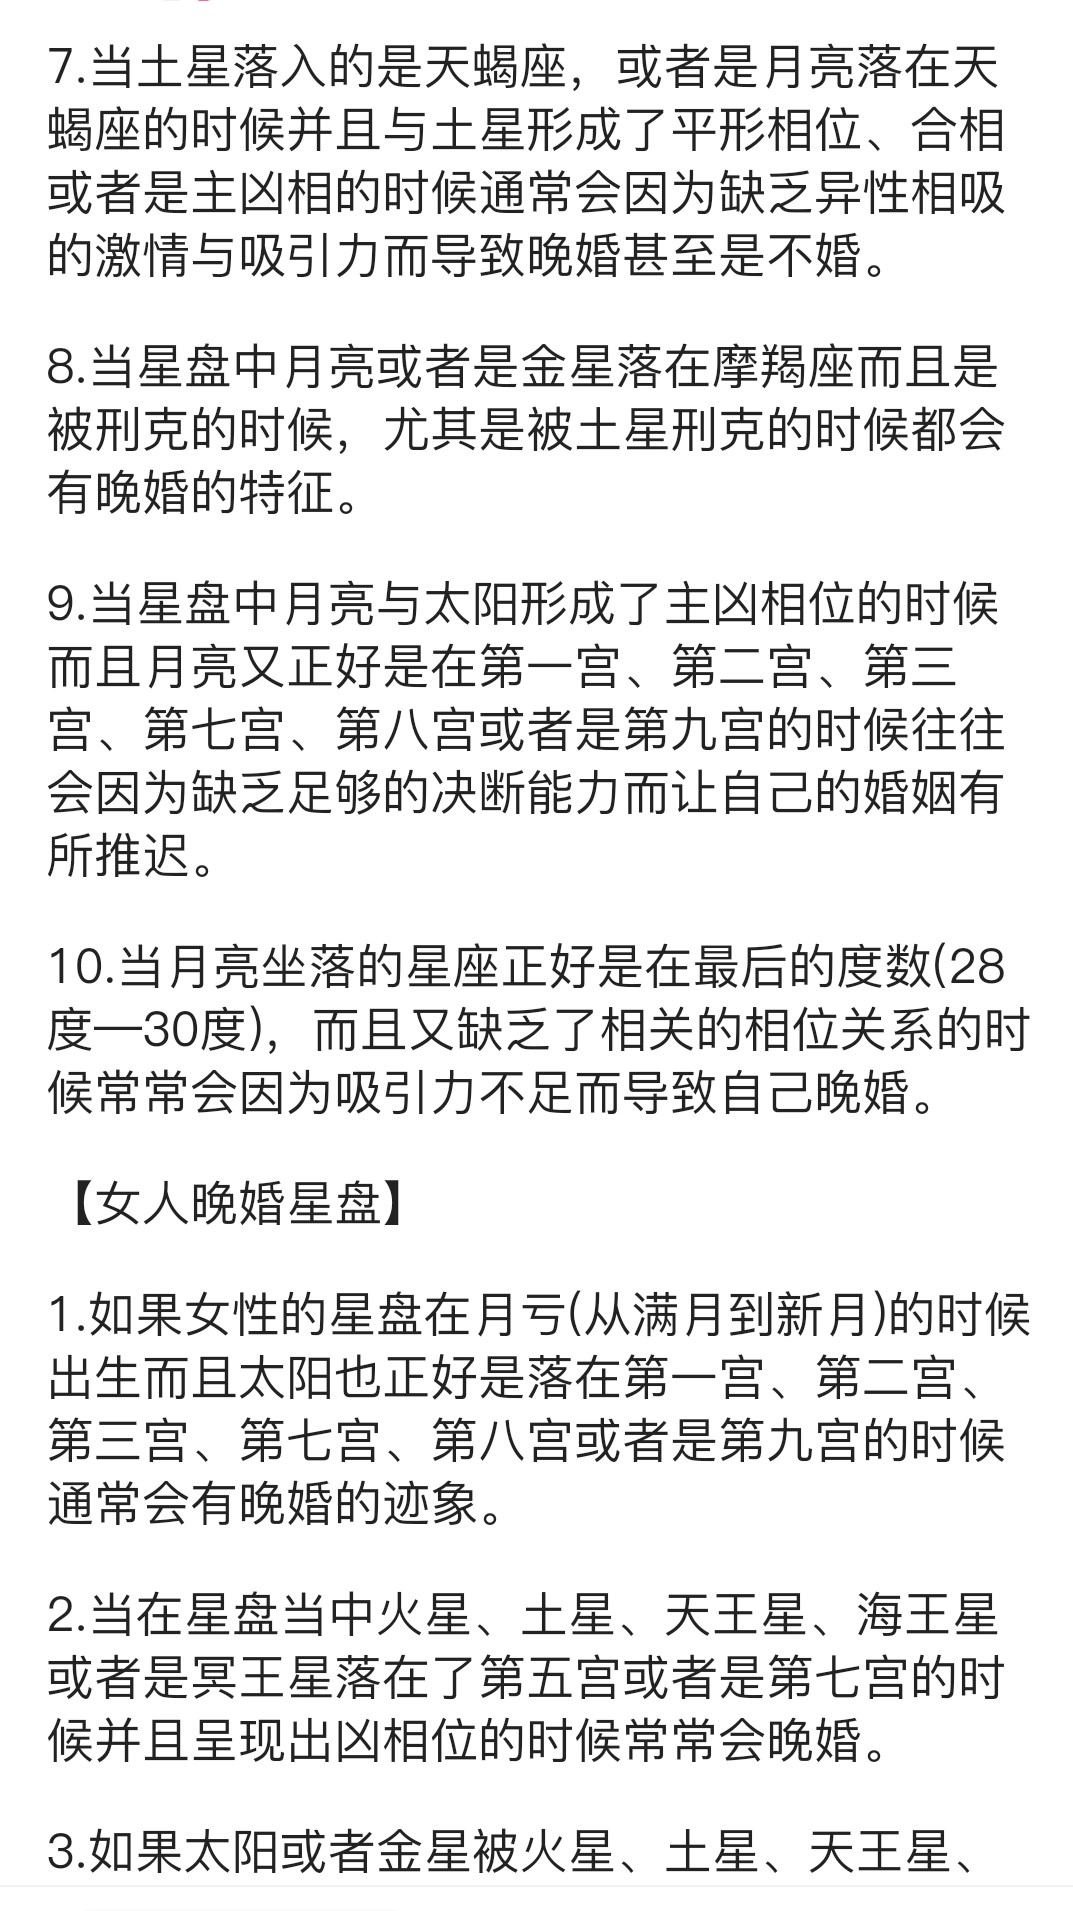 7.当土星落入的是天蝎座，或者是月亮落在天
蝎座的时候并且与土星形成了平形相位、合相
或者是主凶相的时候通常会因为缺乏异性相吸
的激情与吸引力而导致晚婚甚至是不婚。
8.当星盘中月亮或者是金星落在摩羯座而且是
被刑克的时候，尤其是被土星刑克的时候都会
有晚婚的特征。
9.当星盘中月亮与太阳形成了主凶相位的时候
而且月亮又正好是在第一宫、第二宫、第三
宫、第七宫、第八宫或者是第九宫的时候往往
会因为缺乏足够的决断能力而让自己的婚姻有
所推迟。
10.当月亮坐落的星座正好是在最后的度数(28
度—30度)，而且又缺乏了相关的相位关系的时
候常常会因为吸引力不足而导致自己晚婚。
【女人晚婚星盘】
1.如果女性的星盘在月亏(从满月到新月)的时候
出生而且太阳也正好是落在第一宫、第二宫、
第三宫、第七宫、第八宫或者是第九宫的时候
通常会有晚婚的迹象。
2.当在星盘当中火星、土星、天王星、海王星
或者是冥王星落在了第五宫或者是第七宫的时
候并且呈现出凶相位的时候常常会晚婚。
3.如果太阳或者金星被火星、土星、天王星、